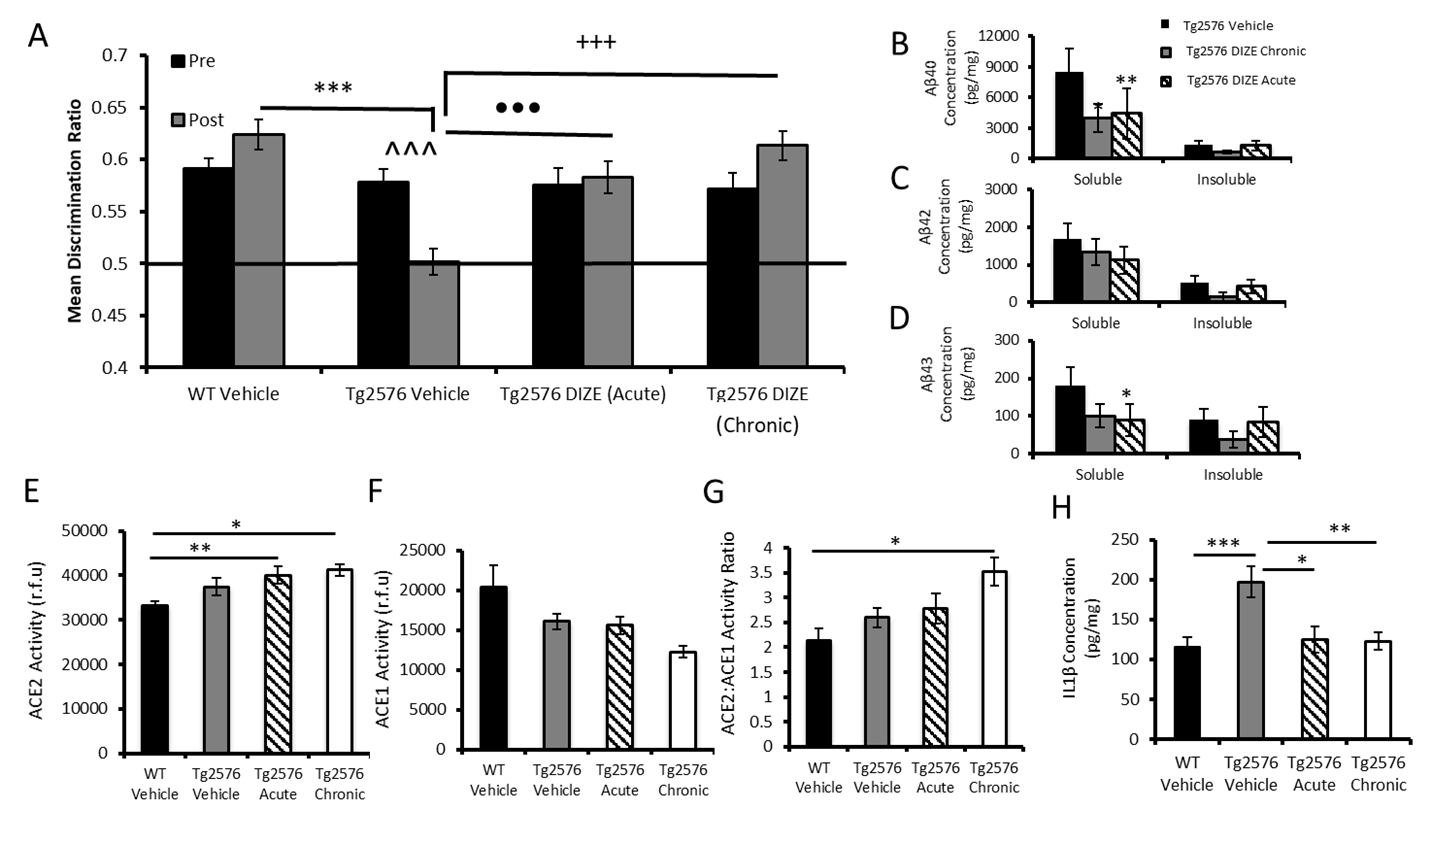 A
0.7
0.65
0.6
0.55
0.5
0.45
0.4
Mean Discrimination Ratio
Pre
Post
***
^^^
●●●
+++
WT Vehicle
Tg2576 Vehicle
Tg2576 DIZE (Acute)
Tg2576 DIZE
(Chronic)
B
Aβ40
Concentration
(pg/mg)
12000
9000
6000
3000
0
*
**
Soluble
Insoluble
Tg2576 Vehicle
Tg2576 DIZE Chronic
Tg2576 DIZE Acute
C
Aβ42
Concentration
(pg/mg)
3000
2000
1000
0
Soluble
Insoluble
D
Aβ43
Concentration
(pg/mg)
300
200
100
0
*
Soluble
Insoluble
E
ACE2 Activity (r.f.u)
50000
40000
30000
20000
10000
0
*
**
WT
Vehicle
Tg2576
Vehicle
Tg2576
Acute
Tg2576
Chronic
F
ACE1 Activity (r.f.u)
25000
20000
15000
10000
5000
0
WT
Vehicle
Tg2576
Vehicle
Tg2576
Acute
Tg2576
Chronic
G
ACE2:ACE1 Activity Ratio
4
3.5
3
2.5
2
1.5
1
0.5
0
*
WT
Vehicle
Tg2576
Vehicle
Tg2576
Acute
Tg2576
Chronic
H
IL1β Concentration
(pg/mg)
250
200
150
100
50
0
***
**
*
WT
Vehicle
Tg2576
Vehicle
Tg2576
Acute
Tg2576
Chronic